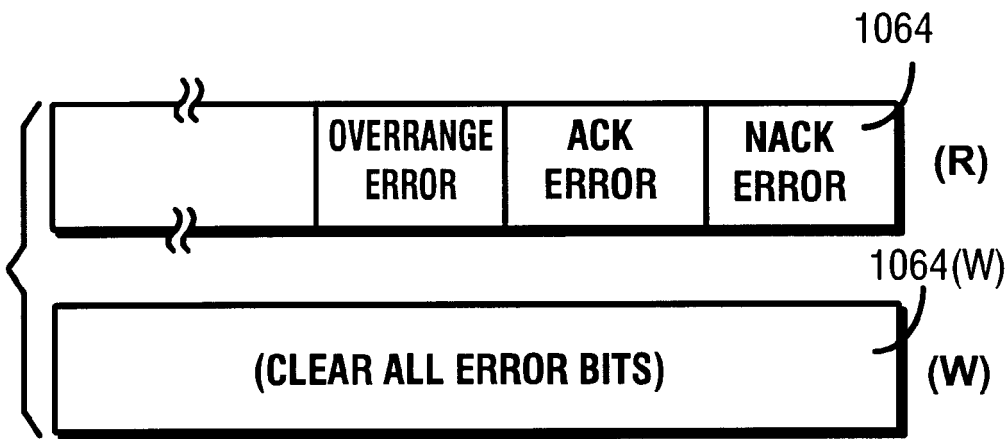 1064
OVERRANGE ERROR
ACK ERROR
NACK ERROR
(R)
1064(W)
(CLEAR ALL ERROR BITS)
(W)